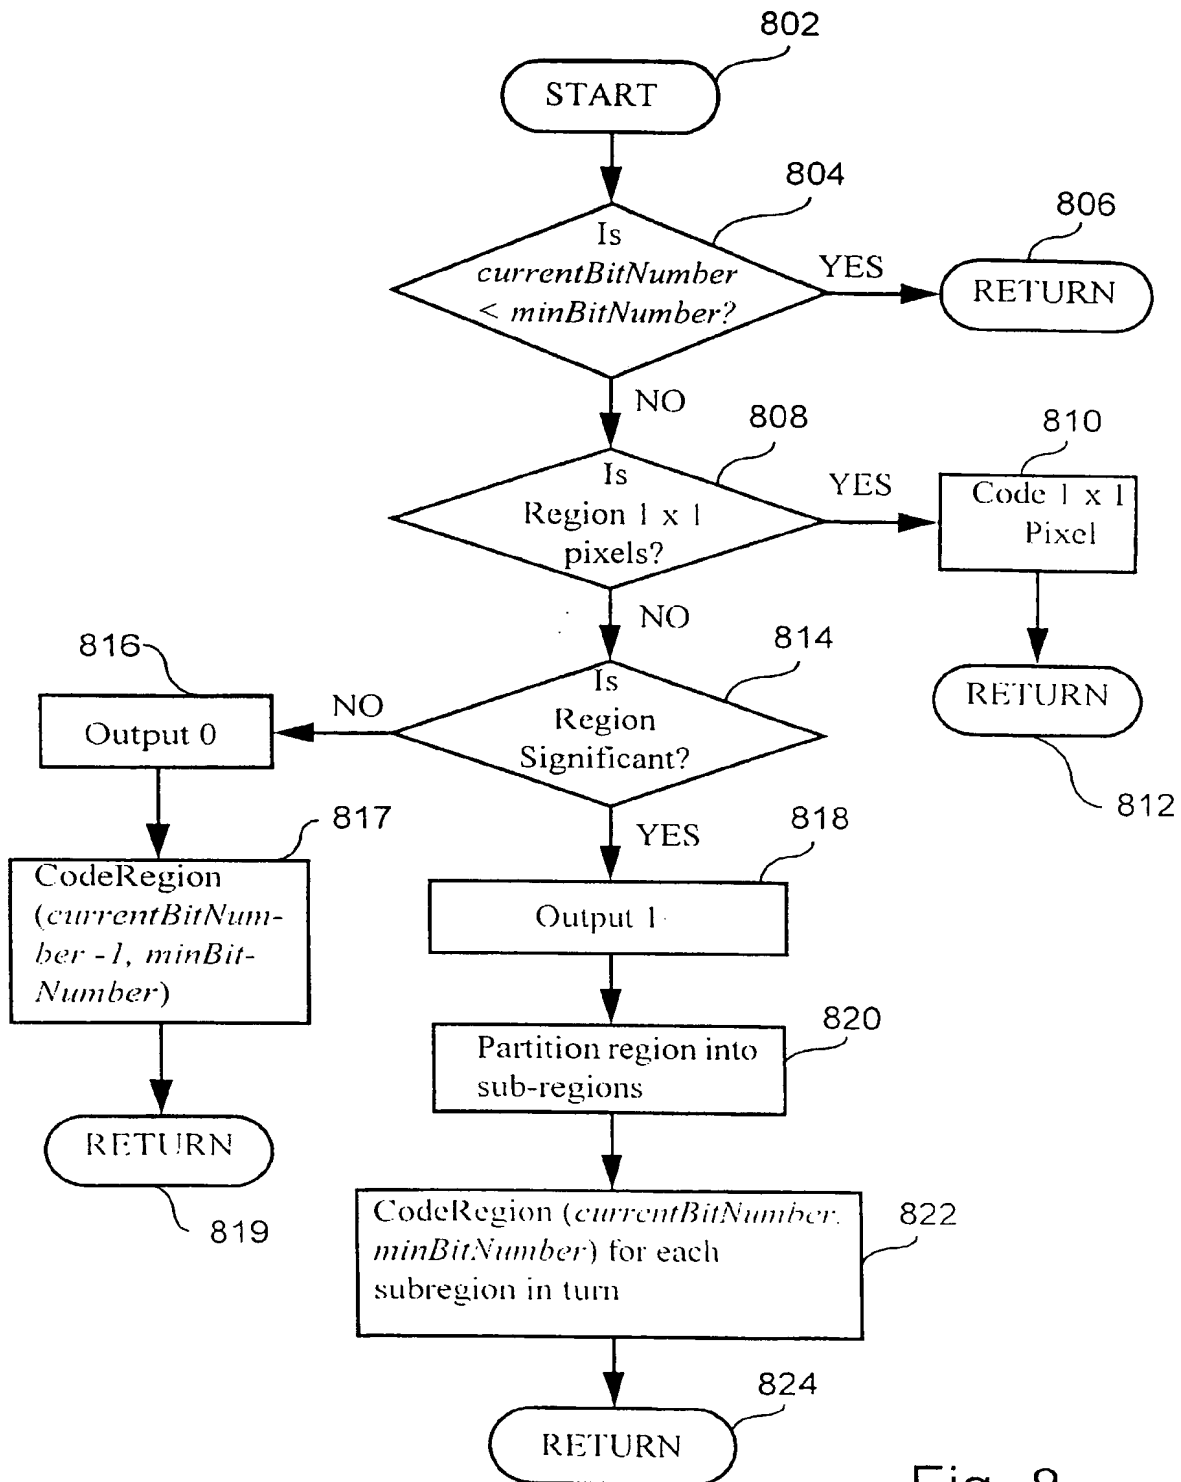 802
START
804
Is
currentBitNumber
< minBitNumber?
YES
806
RETURN
NO
808
Is
Region 1 x 1
pixels?
YES
810
Code 1 x 1
Pixel
NO
RETURN
812
814
Is
Region
Significant?
NO
816
Output 0
817
CodeRegion
(currentBitNum-
ber -1, minBit-
Number)
RETURN
819
YES
818
Output 1
820
Partition region into
sub-regions
822
CodeRegion (currentBitNumber,
minBitNumber) for each
subregion in turn
824
RETURN
Fig. 8